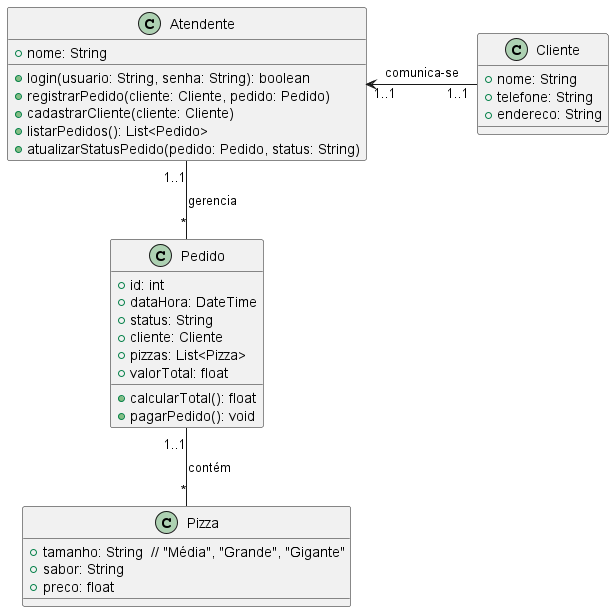 C Atendente
nome: String
login(usuario: String, senha: String): boolean
registrarPedido(cliente: Cliente, pedido: Pedido)
cadastrarCliente(cliente: Cliente)
listarPedidos(): List<Pedido>
atualizarStatusPedido(pedido: Pedido, status: String)
comunica-se
1..1 1..1
C Cliente
nome: String
telefone: String
endereco: String
1..1
gerencia
*
C Pedido
id: int
dataHora: DateTime
status: String
cliente: Cliente
pizzas: List<Pizza>
valorTotal: float
calcularTotal(): float
pagarPedido(): void
1..1
contém
*
C Pizza
tamanho: String // "Média", "Grande", "Gigante"
sabor: String
preco: float